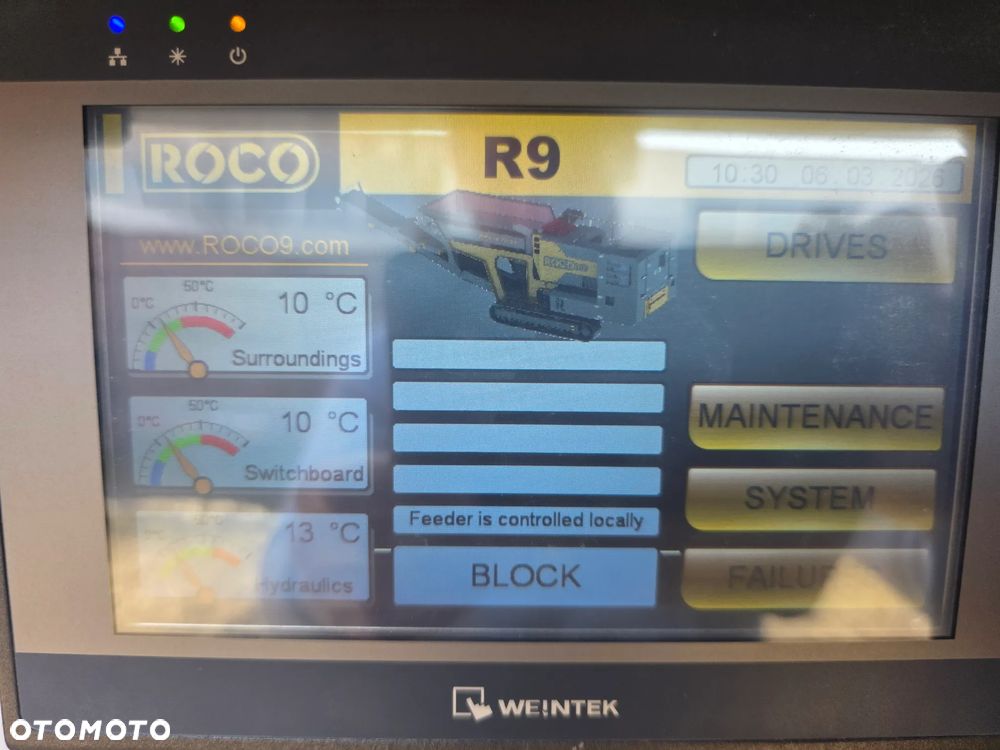 ROCO
R9
10:30 06.03.2026
www.ROCO9.com
DRIVES
50°C
0°C
10 °C
Surroundings
50°C
0°C
10 °C
Switchboard
13 °C
Hydraulics
MAINTENANCE
SYSTEM
Feeder is controlled locally
BLOCK
WEINTEK
OTOMOTO